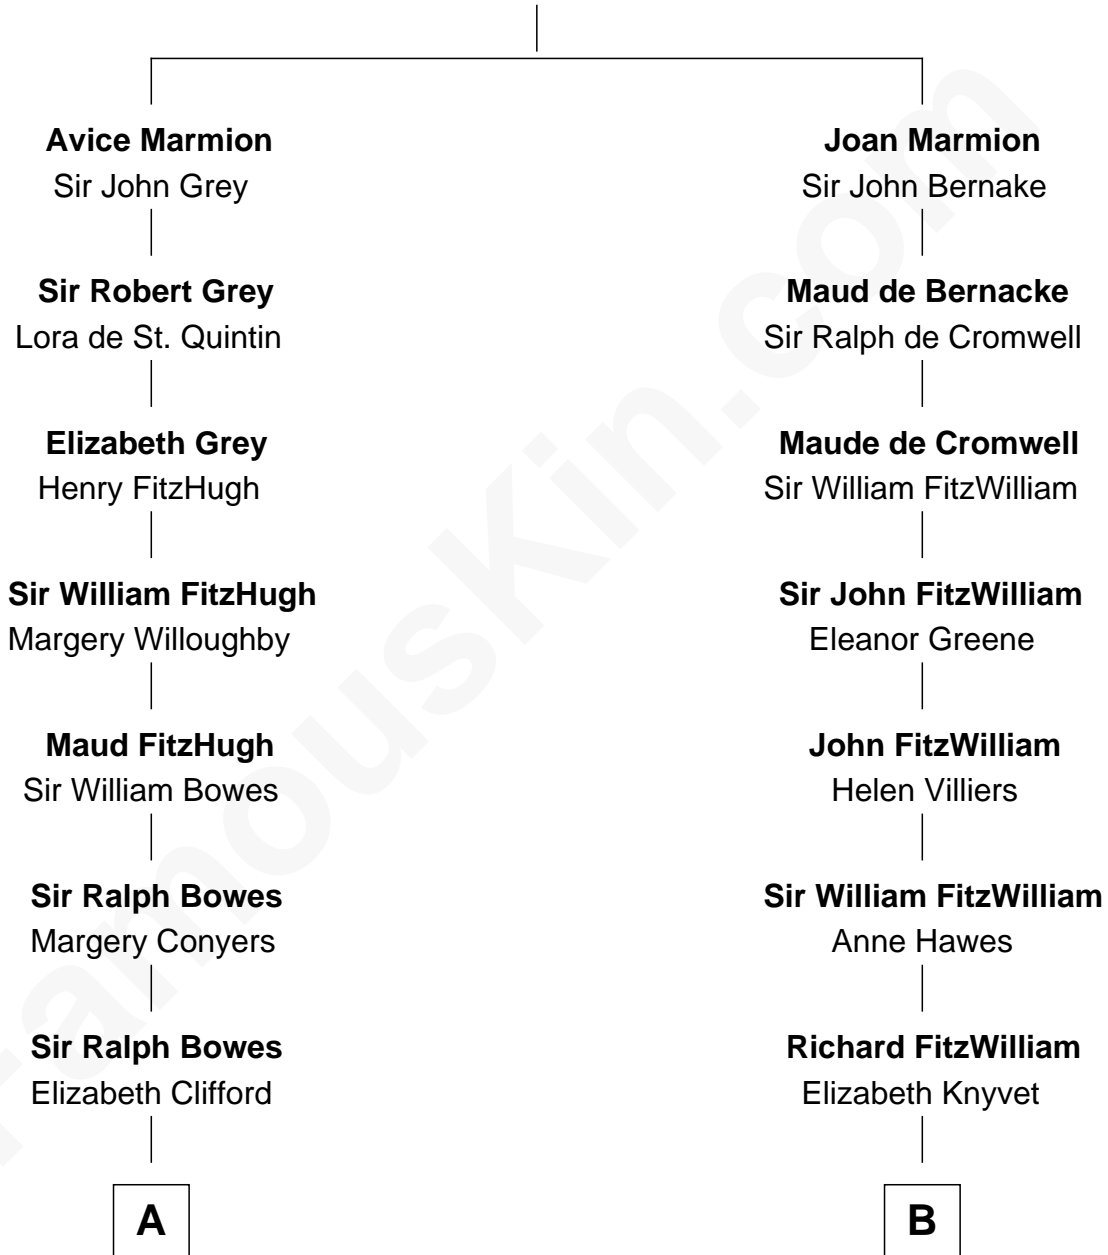 Avice Marmion
Sir John Grey
Sir Robert Grey
Lora de St. Quintin
Elizabeth Grey
Henry FitzHugh
Sir William FitzHugh
Margery Willoughby
Maud FitzHugh
Sir William Bowes
Sir Ralph Bowes
Margery Conyers
Sir Ralph Bowes
Elizabeth Clifford
A
Joan Marmion
Sir John Bernake
Maud de Bernacke
Sir Ralph de Cromwell
Maude de Cromwell
Sir William FitzWilliam
Sir John FitzWilliam
Eleanor Greene
John FitzWilliam
Helen Villiers
Sir William FitzWilliam
Anne Hawes
Richard FitzWilliam
Elizabeth Knyvet
B
FamousKin.com